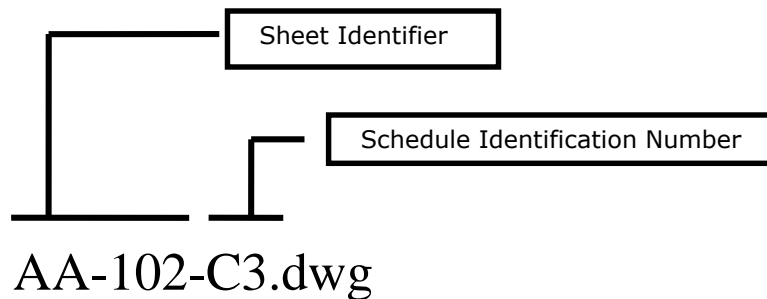 Sheet Identifier
Schedule Identification Number
AA-102-C3.dwg